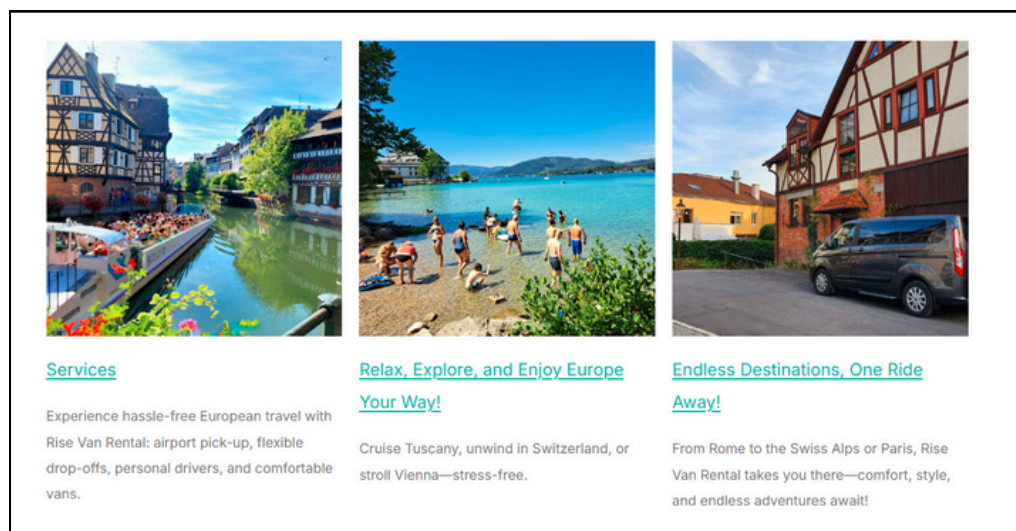 Services
Experience hassle-free European travel with
Rise Van Rental: airport pick-up, flexible
drop-offs, personal drivers, and comfortable
vans.
Relax, Explore, and Enjoy Europe
Your Way!
Cruise Tuscany, unwind in Switzerland, or
stroll Vienna—stress-free.
Endless Destinations, One Ride
Away!
From Rome to the Swiss Alps or Paris, Rise
Van Rental takes you there—comfort, style,
and endless adventures await!